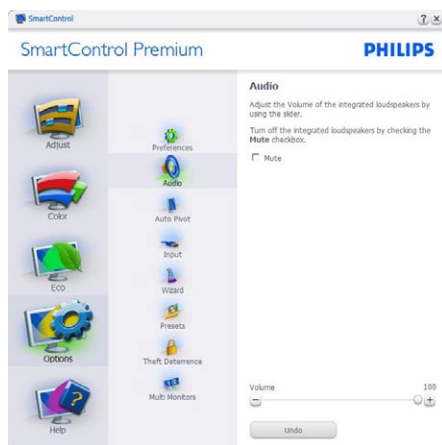 SmartControl
SmartControl Premium
PHILIPS
Adjust
Color
Eco
Options
Help
Preferences
Audio
Auto Pivot
Input
Wizard
Presets
Theft Deterrence
Multi Monitors
Audio
Adjust the Volume of the integrated loudspeakers by
using the slider.
Turn off the integrated loudspeakers by checking the
Mute checkbox.
Mute
Volume 100
Undo